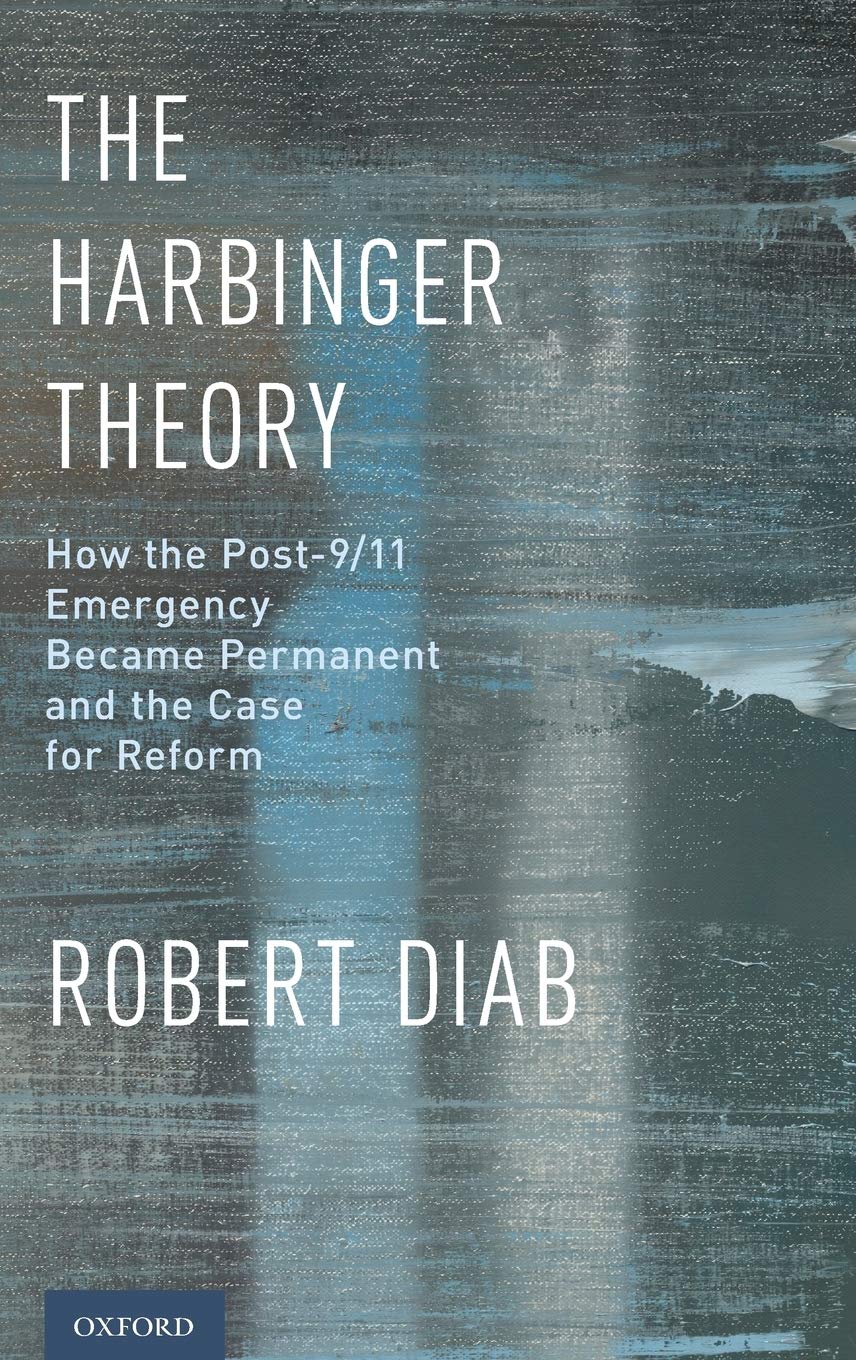 THE
HARBINGER
THEORY
How the Post-9/11
Emergency
Became Permanent
and the Case
for Reform
ROBERT DIAB
OXFORD